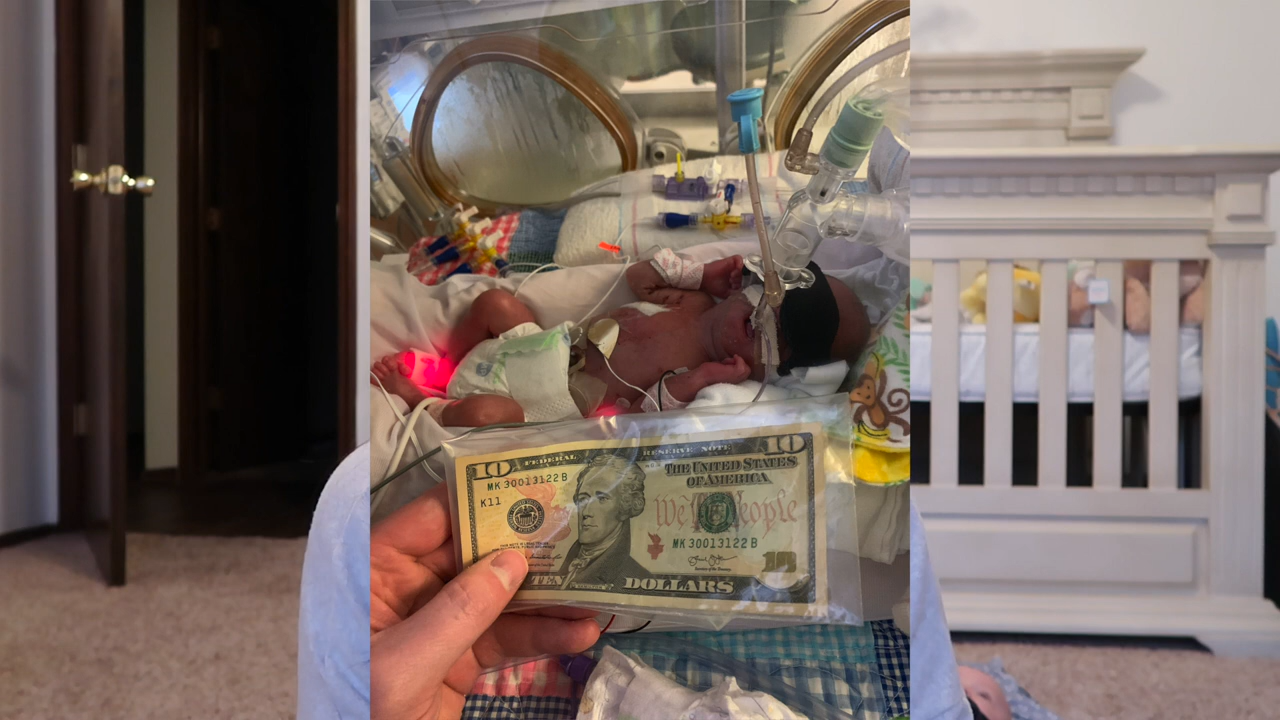 10 FEDERAL RESERVE NOTE 10
THE UNITED STATES
OF AMERICA
MK 30013122 B
K11
We the People
MK 30013122 B
10
TEN DOLLARS